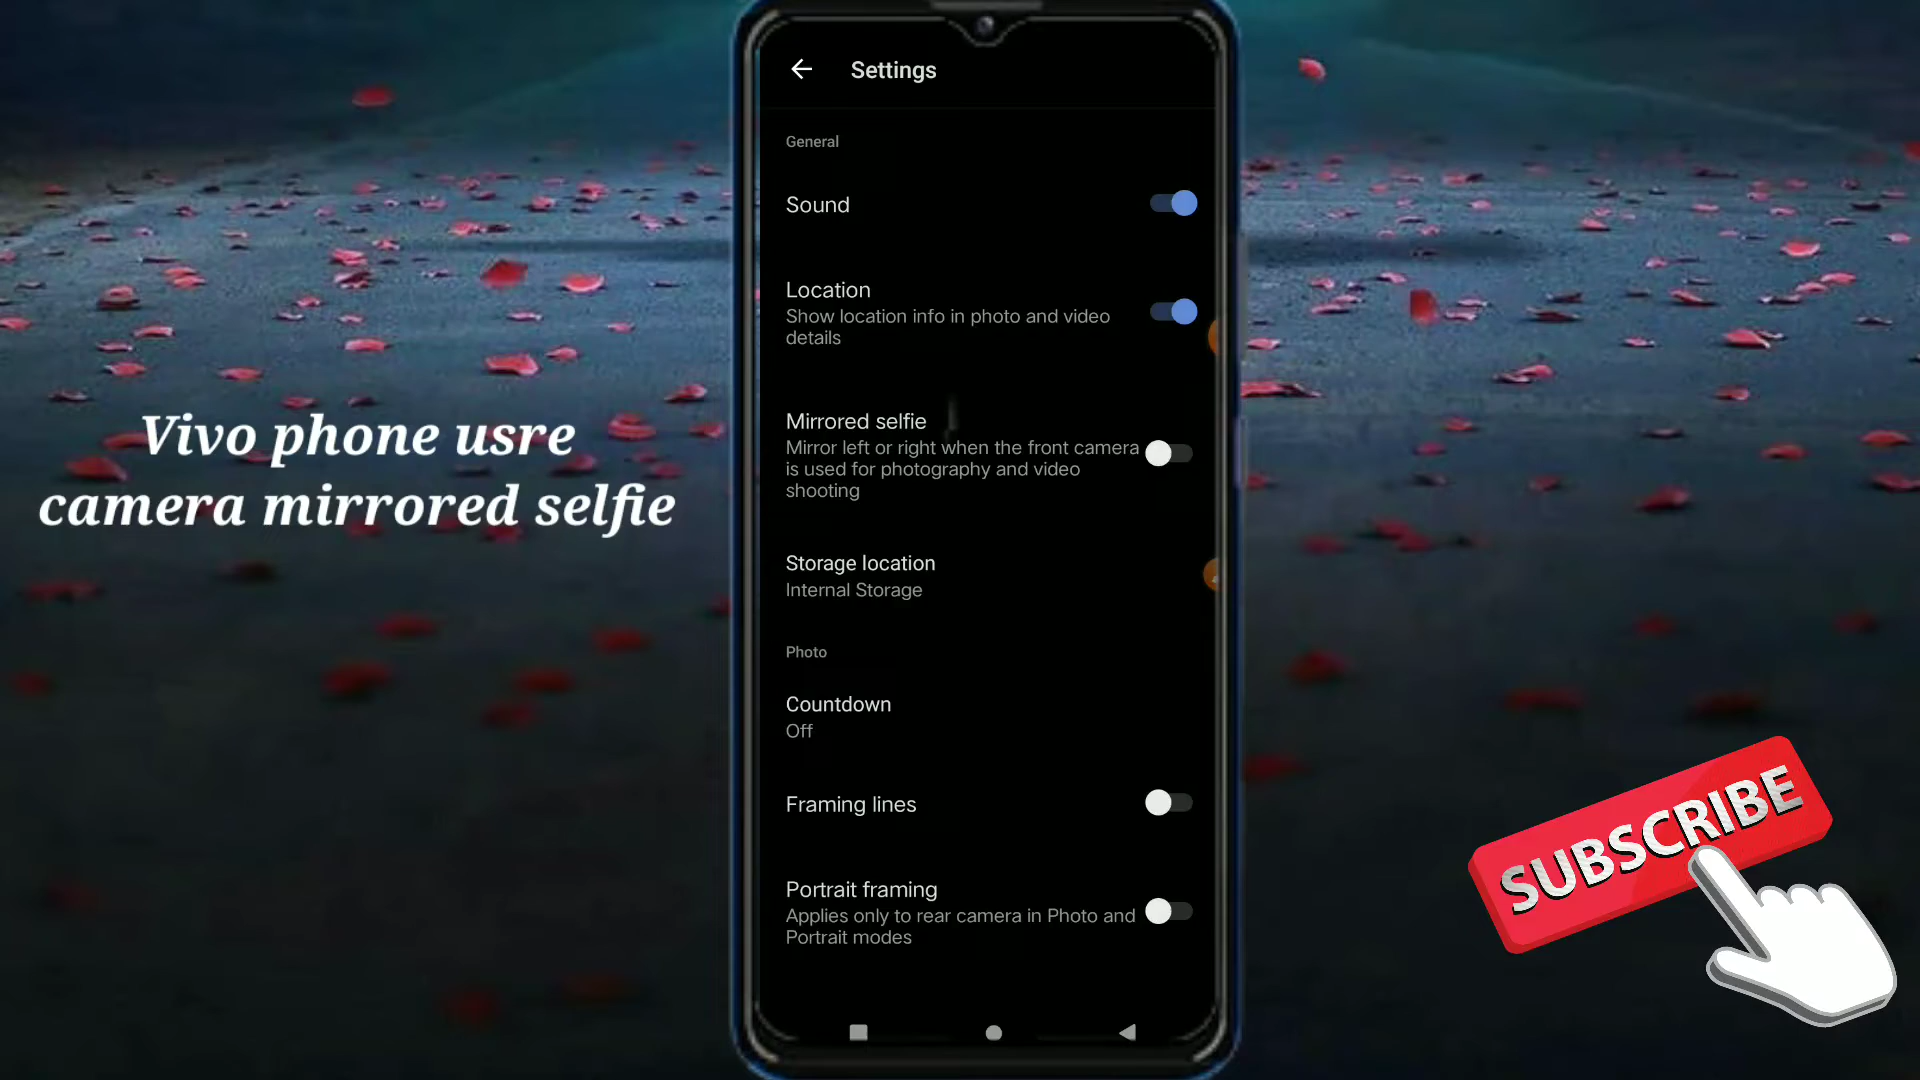 Settings
General
Sound
Location
Show location info in photo and video
details
Mirrored selfie
Mirror left or right when the front camera
is used for photography and video
shooting
Storage location
Internal Storage
Photo
Countdown
Off
Framing lines
Portrait framing
Applies only to rear camera in Photo and
Portrait modes
Vivo phone usre
camera mirrored selfie
SUBSCRIBE